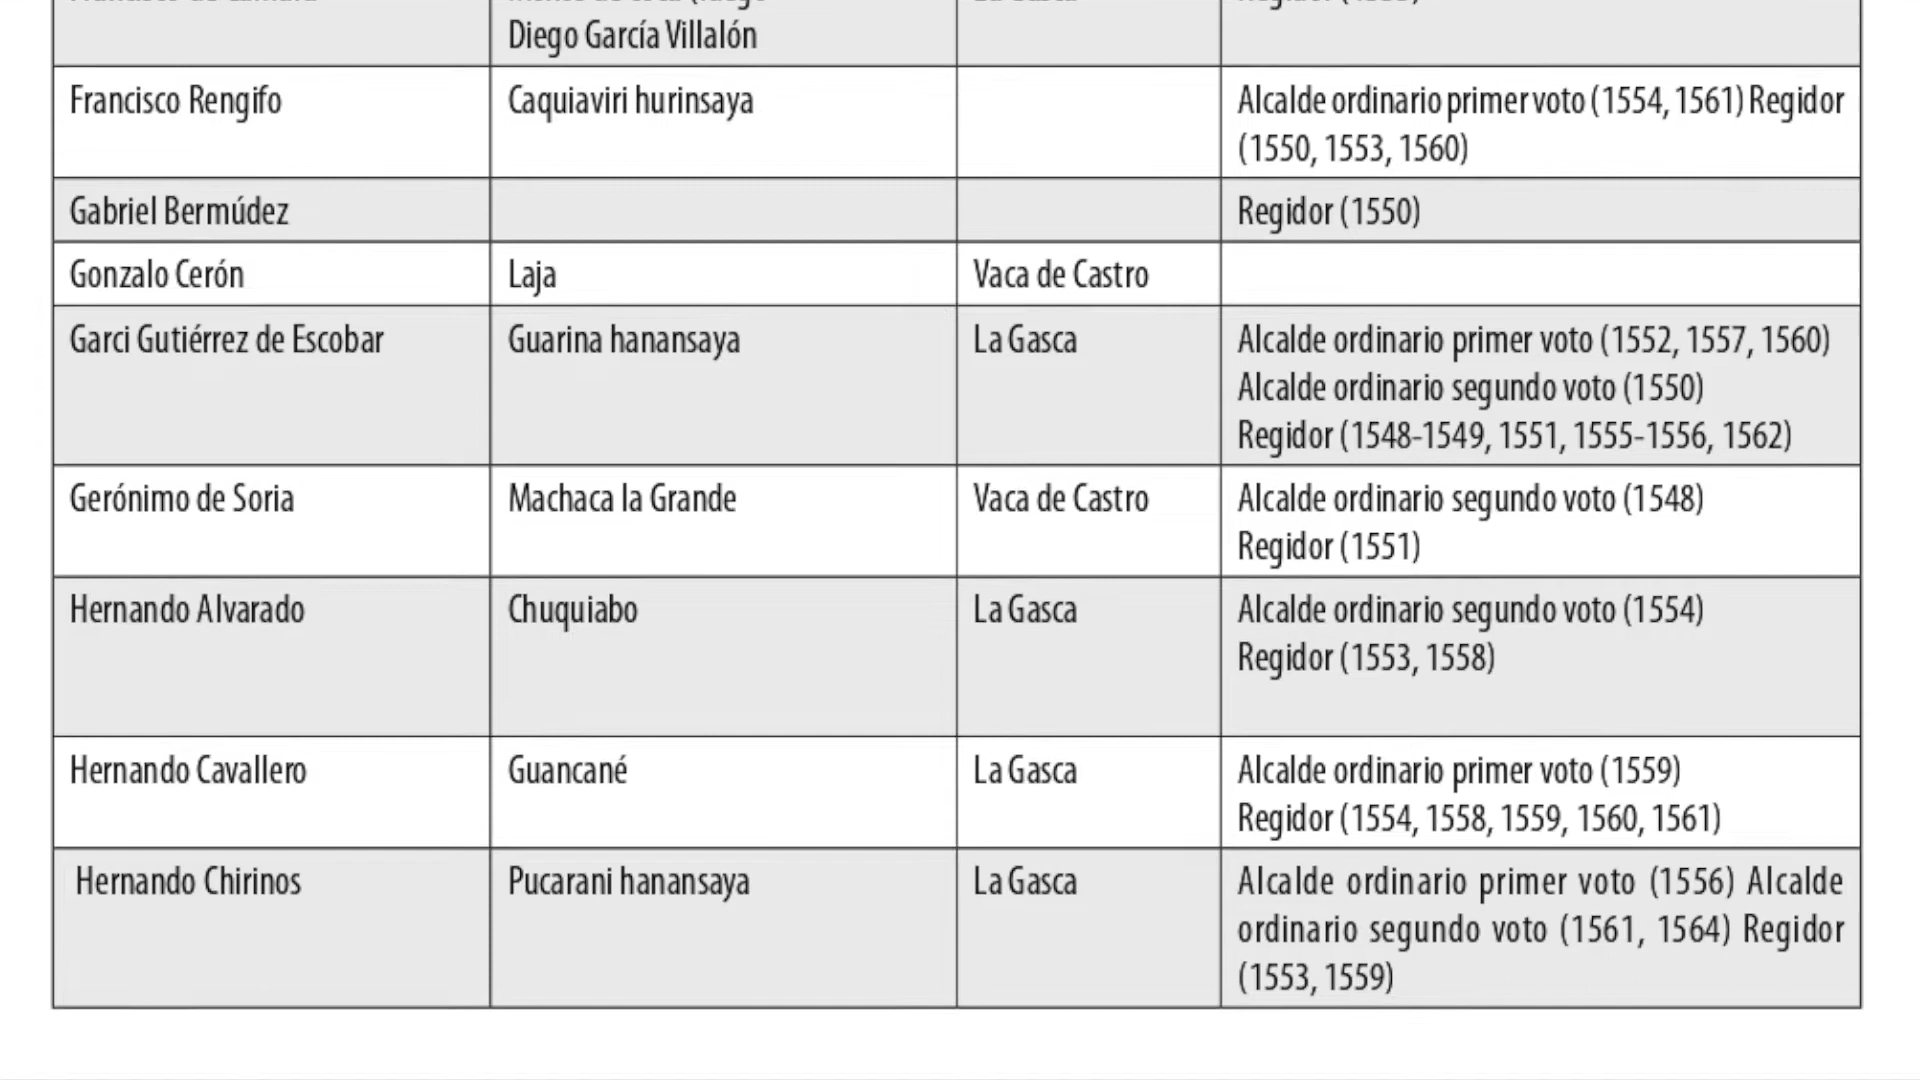 Diego García Villalón
Francisco Rengifo
Caquiaviri hurinsaya
Alcalde ordinario primer voto (1554, 1561) Regidor
(1550, 1553, 1560)
Gabriel Bermúdez
Regidor (1550)
Gonzalo Cerón
Laja
Vaca de Castro
Garci Gutiérrez de Escobar
Guarina hanansaya
La Gasca
Alcalde ordinario primer voto (1552, 1557, 1560)
Alcalde ordinario segundo voto (1550)
Regidor (1548-1549, 1551, 1555-1556, 1562)
Gerónimo de Soria
Machaca la Grande
Vaca de Castro
Alcalde ordinario segundo voto (1548)
Regidor (1551)
Hernando Alvarado
Chuquiabo
La Gasca
Alcalde ordinario segundo voto (1554)
Regidor (1553, 1558)
Hernando Cavallero
Guancané
La Gasca
Alcalde ordinario primer voto (1559)
Regidor (1554, 1558, 1559, 1560, 1561)
Hernando Chirinos
Pucarani hanansaya
La Gasca
Alcalde ordinario primer voto (1556) Alcalde
ordinario segundo voto (1561, 1564) Regidor
(1553, 1559)